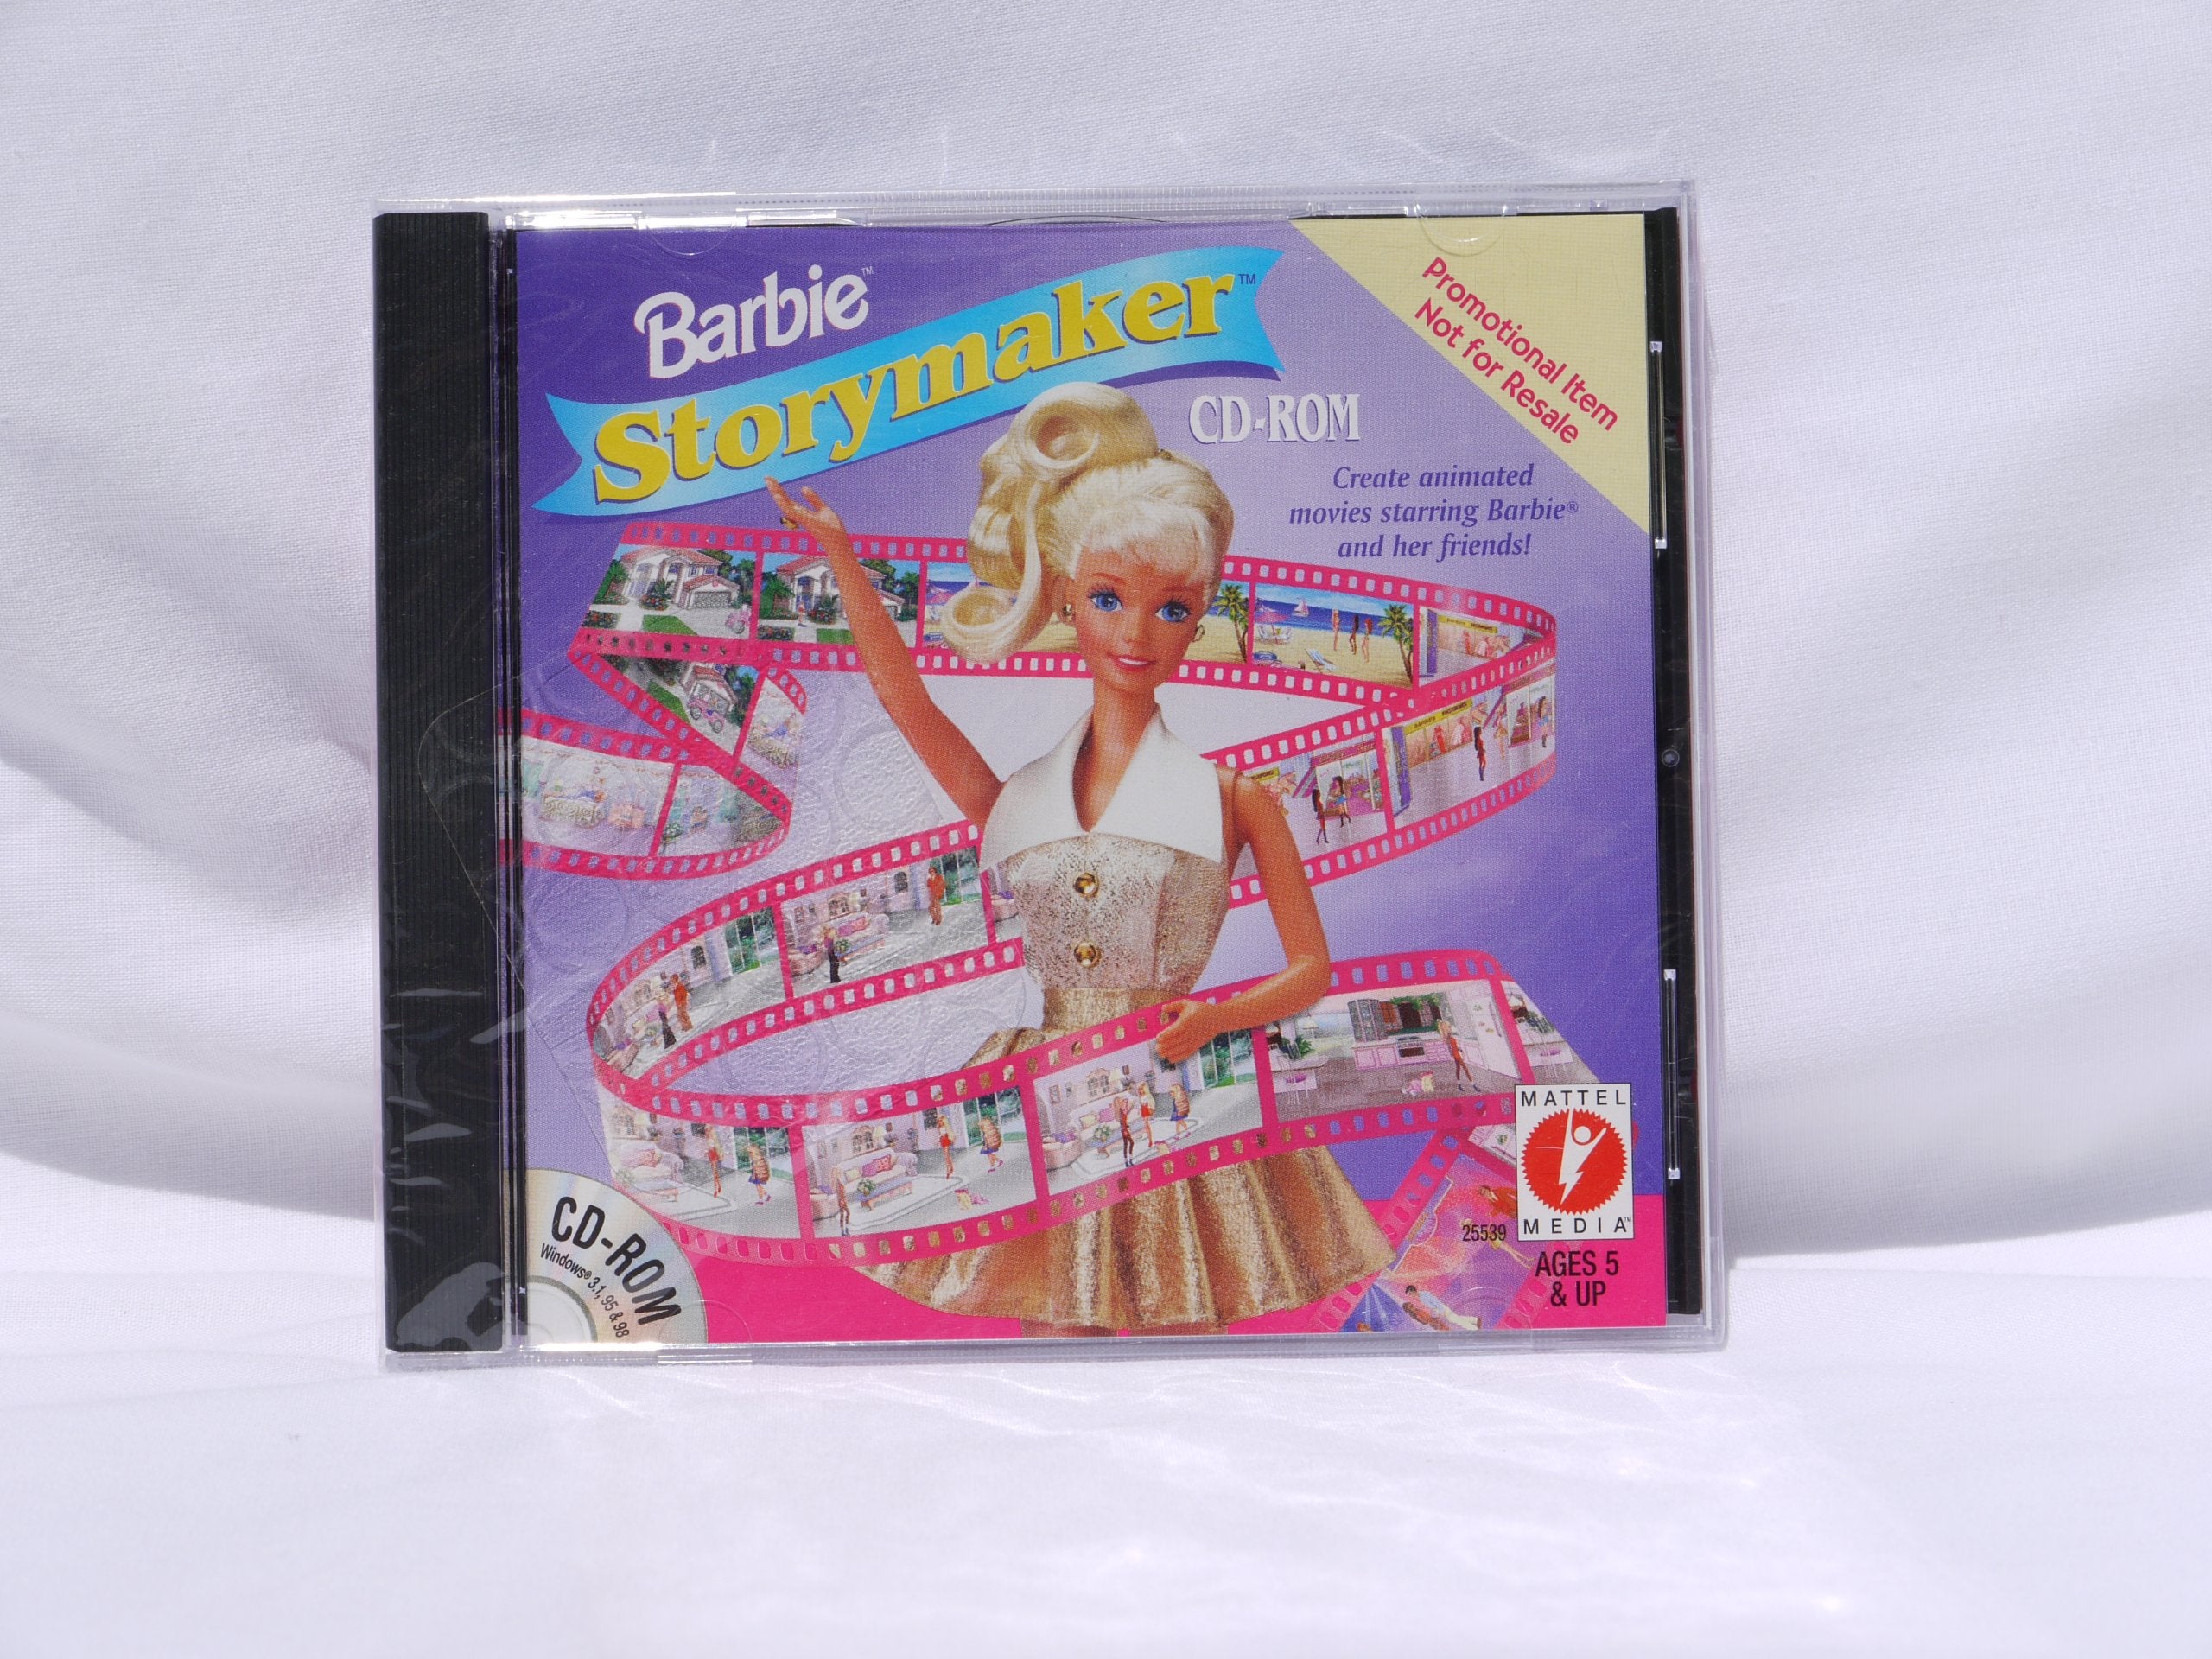 Barbie™
Storymaker™
CD-ROM
Promotional Item
Not for Resale
Create animated
movies starring Barbie®
and her friends!
CD-ROM
Windows® 3.1, 95 & 98
25539
MATTEL
MEDIA™
AGES 5
& UP